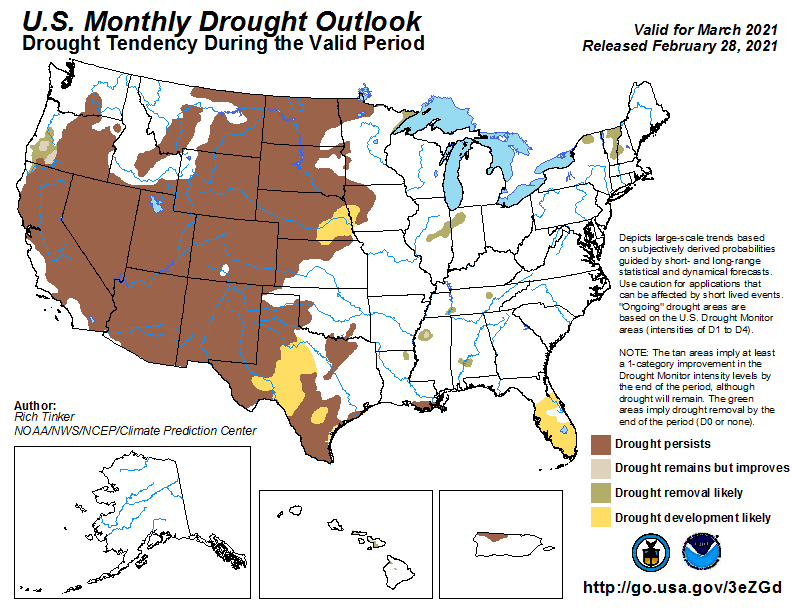 U.S. Monthly Drought Outlook
Drought Tendency During the Valid Period
Valid for March 2021
Released February 28, 2021
Depicts large-scale trends based
on subjectively derived probabilities
guided by short- and long-range
statistical and dynamical forecasts.
Use caution for applications that
can be affected by short lived events.
"Ongoing" drought areas are
based on the U.S. Drought Monitor
areas (intensities of D1 to D4).
NOTE: The tan areas imply at least
a 1-category improvement in the
Drought Monitor intensity levels by
the end of the period, although
drought will remain. The green
areas imply drought removal by the
end of the period (D0 or none).
Author:
Rich Tinker
NOAA/NWS/NCEP/Climate Prediction Center
Drought persists
Drought remains but improves
Drought removal likely
Drought development likely
http://go.usa.gov/3eZGd